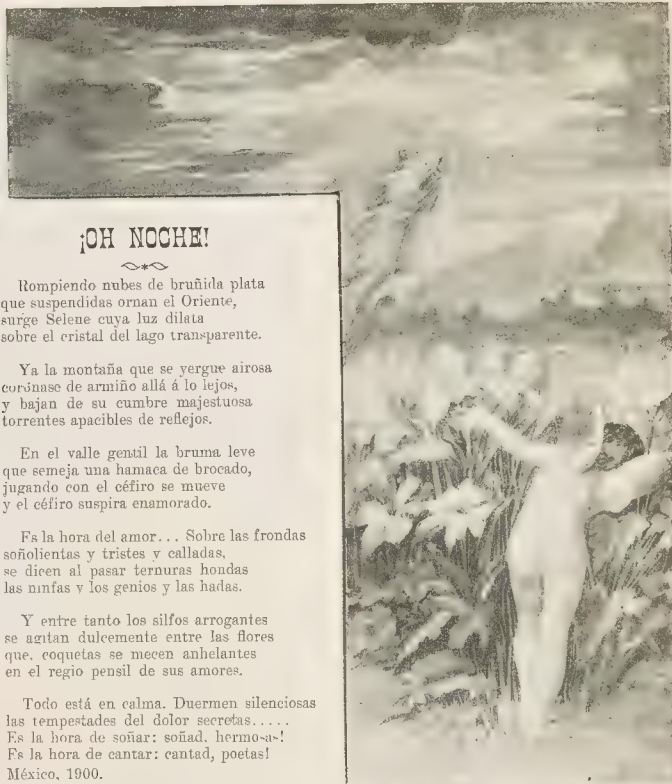 ¡OH NOCHE!
Rompiendo nubes de bruñida plata
que suspendidas ornan el Oriente,
surge Selene cuya luz dilata
sobre el cristal del lago transparente.
Ya la montaña que se yergue airosa
corónase de armiño allá á lo lejos,
y bajan de su cumbre majestuosa
torrentes apacibles de reflejos.
En el valle gentil la bruma leve
que semeja una hamaca de brocado,
jugando con el céfiro se mueve
y el céfiro suspira enamorado.
Es la hora del amor... Sobre las frondas
soñolientas y tristes y calladas,
se dicen al pasar ternuras hondas
las ninfas y los genios y las hadas.
Y entre tanto los silfos arrogantes
se agitan dulcemente entre las flores
que, coquetas se mecen anhelantes
en el regio pensil de sus amores.
Todo está en calma. Duermen silenciosas
las tempestades del dolor secretas.....
Es la hora de soñar: soñad, hermosas!
Es la hora de cantar: cantad, poetas!
México, 1900.